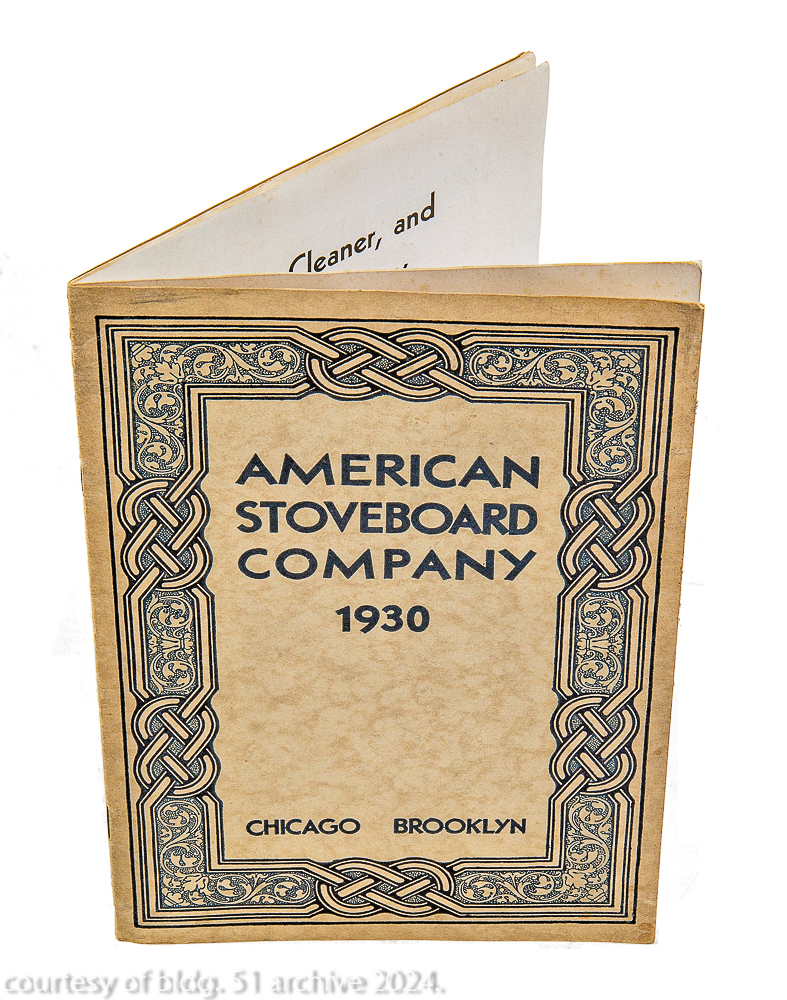 Cleaner, and
AMERICAN
STOVEBOARD
COMPANY
1930
CHICAGO BROOKLYN
courtesy of bldg. 51 archive 2024.